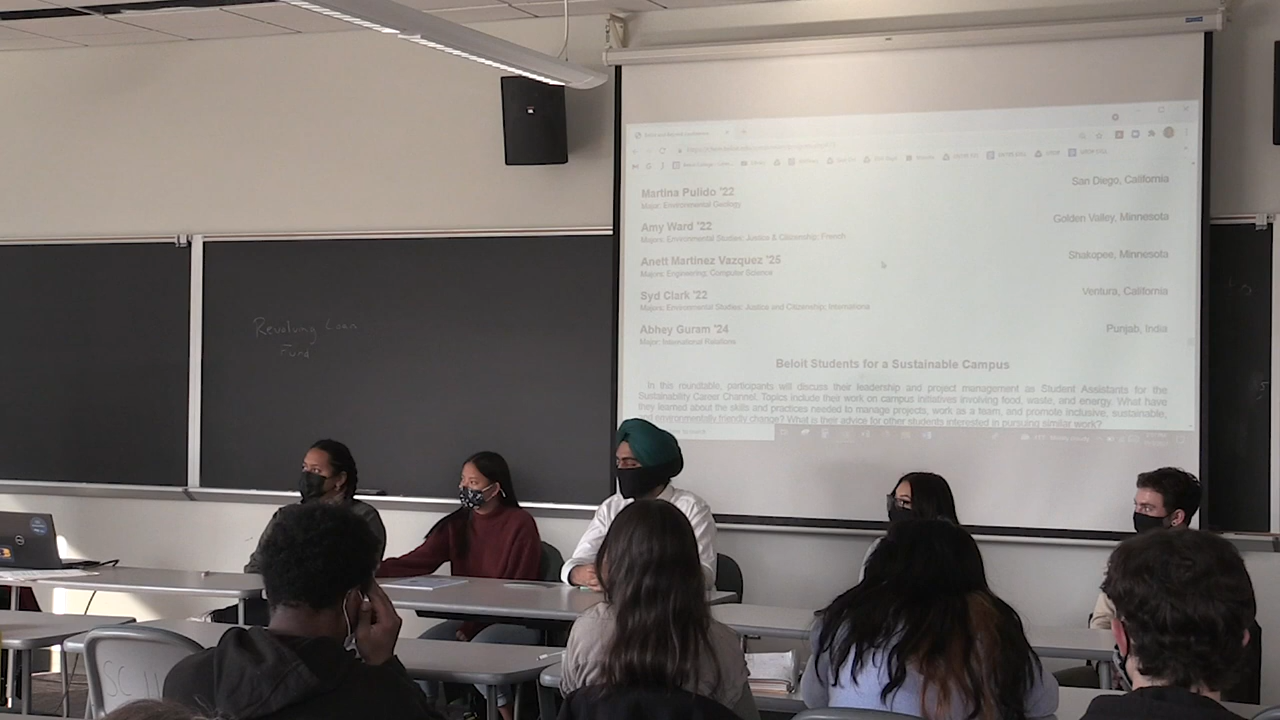 Martina Pulido '22
San Diego, California
Major: Environmental Geology
Amy Ward '22
Golden Valley, Minnesota
Majors: Environmental Studies: Justice & Citizenship; French
Anett Martinez Vazquez '25
Shakopee, Minnesota
Majors: Engineering; Computer Science
Syd Clark '22
Ventura, California
Majors: Environmental Studies: Justice and Citizenship; International
Abhey Guram '24
Punjab, India
Major: International Relations
Beloit Students for a Sustainable Campus
In this roundtable, participants will discuss their leadership and project management as Student Assistants for the
Sustainability Career Channel. Topics include their work on campus initiatives involving food, waste, and energy. What have
they learned about the skills and practices needed to manage projects, work as a team, and promote inclusive, sustainable,
and environmentally friendly change? What is their advice for other students interested in pursuing similar work?
Revolving Loan
Fund
SC 11